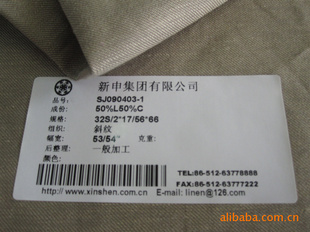 新申集团有限公司
品号: SJ090403-1
成份: 50%L50%C
规格: 32S/2*17/56*66
组织: 斜纹
幅宽: 53/54" 克重:
后整理: 一般加工
颜色:
TEL:86-512-63778888
FAX:86-512-63777222
http://www.xinshen.com.cn E-mail: linen@126.com
alibaba.com.cn